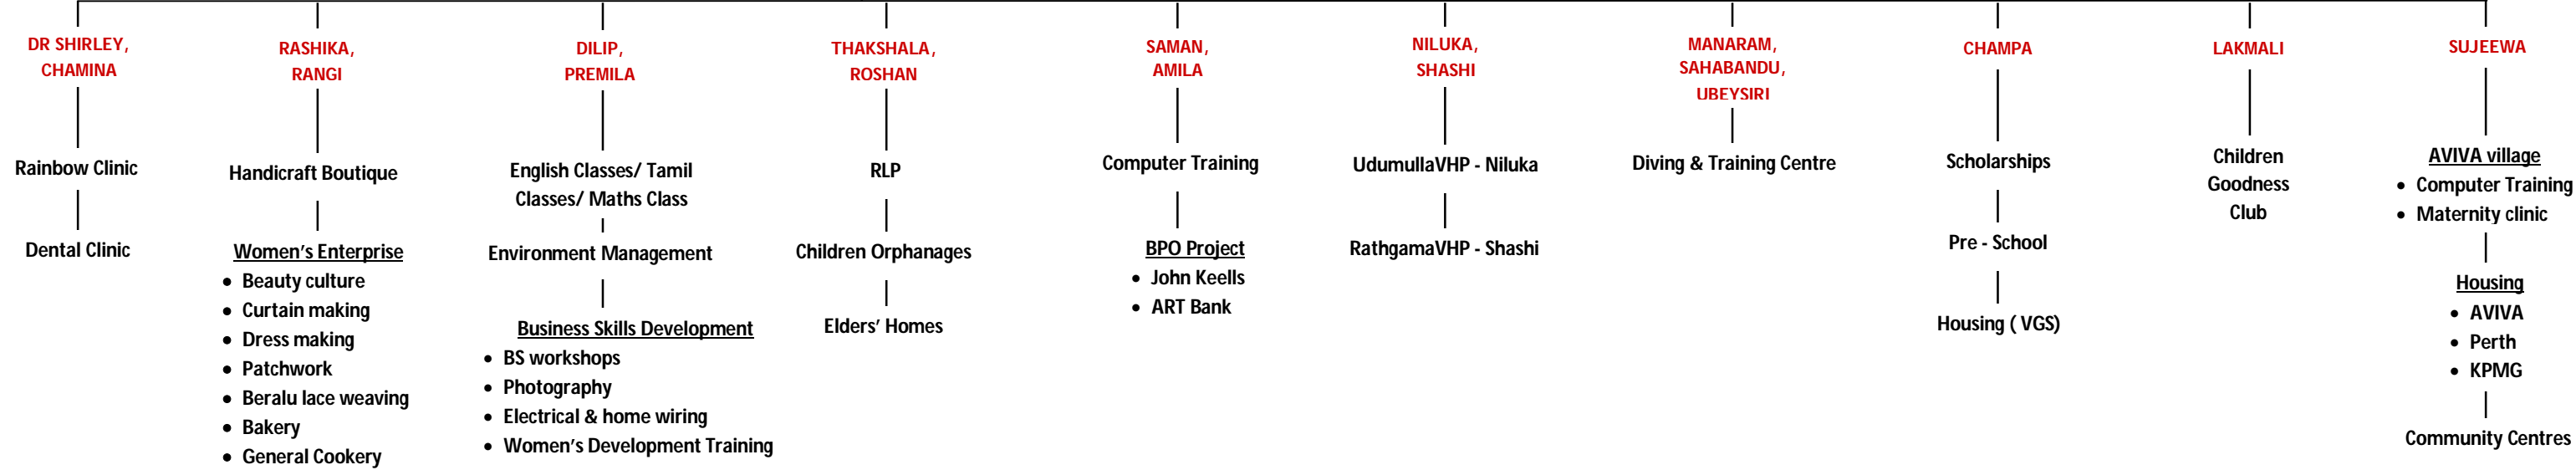 DR SHIRLEY,
CHAMINA
Rainbow Clinic
Dental Clinic
RASHIKA,
RANGI
Handicraft Boutique
Women's Enterprise
• Beauty culture
• Curtain making
• Dress making
• Patchwork
• Beralu lace weaving
• Bakery
• General Cookery
DILIP,
PREMILA
English Classes/ Tamil
Classes/ Maths Class
Environment Management
Business Skills Development
• BS workshops
• Photography
• Electrical & home wiring
• Women's Development Training
THAKSHALA,
ROSHAN
RLP
Children Orphanages
Elders' Homes
SAMAN,
AMILA
Computer Training
BPO Project
• John Keells
• ART Bank
NILUKA,
SHASHI
UdumullaVHP - Niluka
RathgamaVHP - Shashi
MANARAM,
SAHABANDU,
UBEYSIRI
Diving & Training Centre
CHAMPA
Scholarships
Pre - School
Housing ( VGS)
LAKMALI
Children
Goodness
Club
SUJEEWA
AVIVA village
• Computer Training
• Maternity clinic
Housing
• AVIVA
• Perth
• KPMG
Community Centres